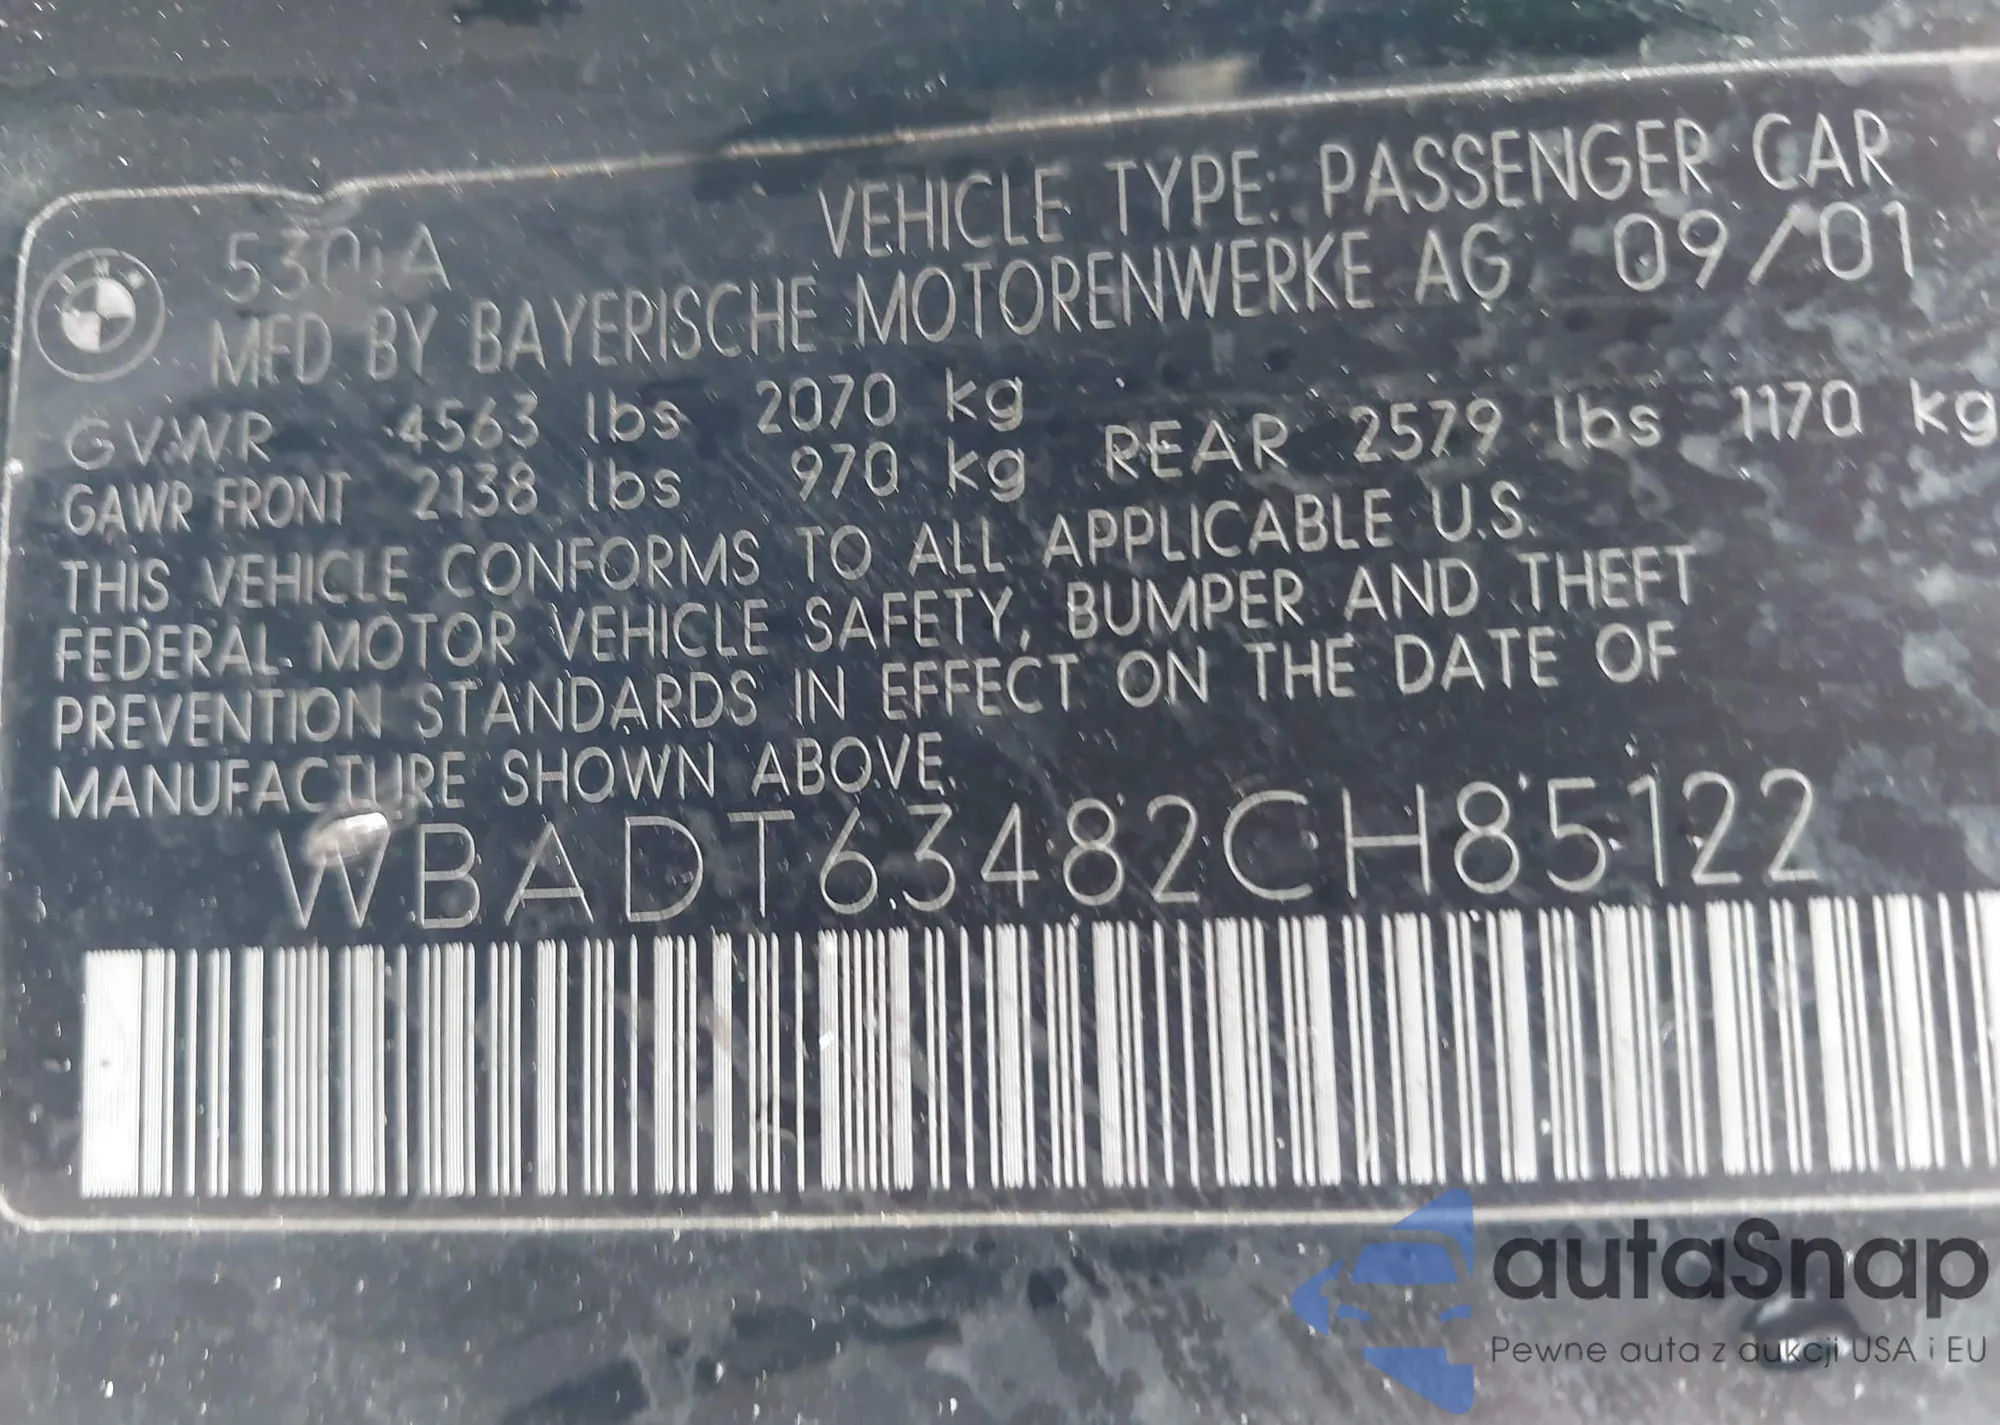 530iA VEHICLE TYPE: PASSENGER CAR
MFD BY BAYERISCHE MOTORENWERKE AG 09/01
GVWR 4563 lbs 2070 kg
GAWR FRONT 2138 lbs 970 kg REAR 2579 lbs 1170 kg
THIS VEHICLE CONFORMS TO ALL APPLICABLE U.S.
FEDERAL MOTOR VEHICLE SAFETY, BUMPER AND THEFT
PREVENTION STANDARDS IN EFFECT ON THE DATE OF
MANUFACTURE SHOWN ABOVE.
WBADT63482CH85122
autaSnap
Pewne auta z aukcji USA i EU